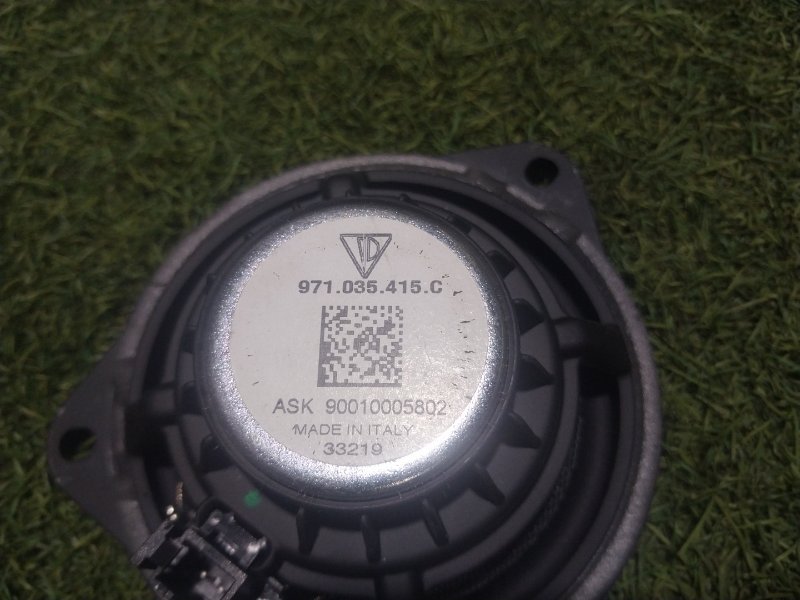 971.035.415.C
ASK 90010005802
MADE IN ITALY
33219